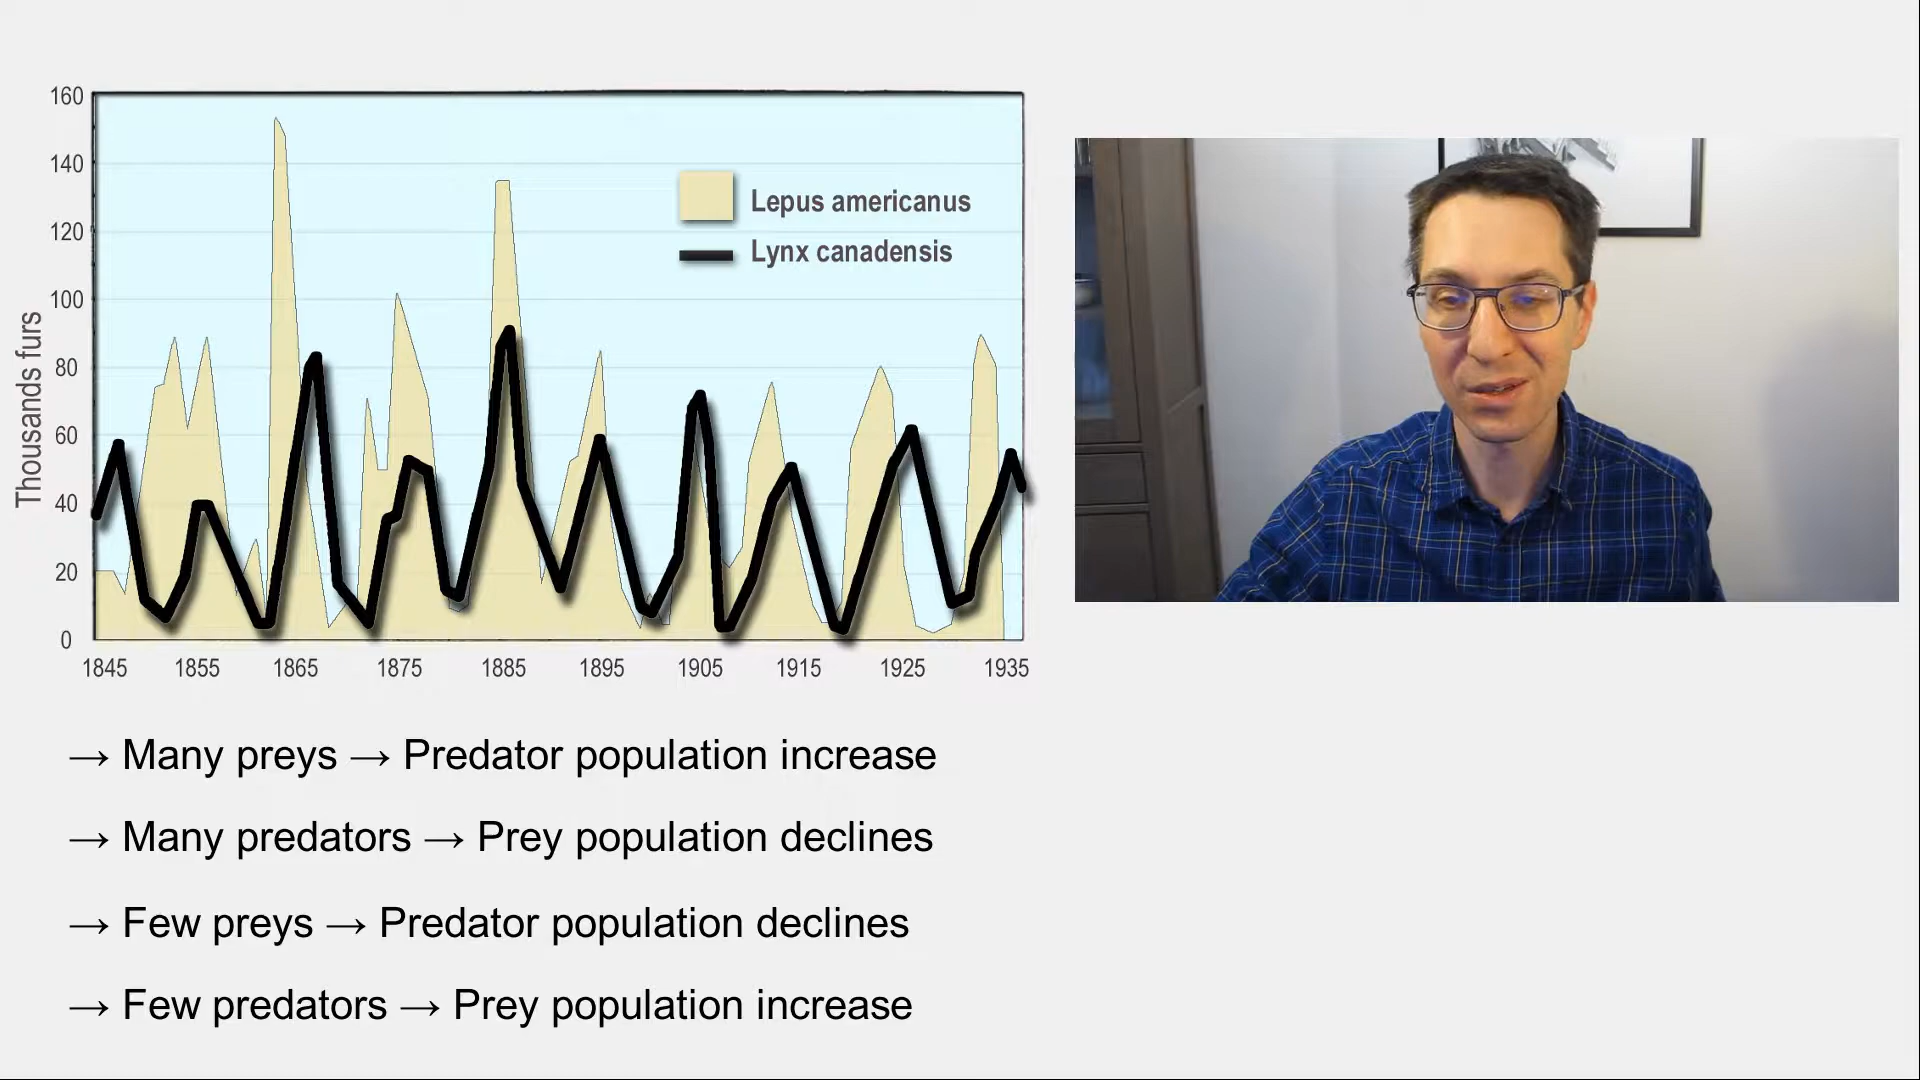 160
140
120
100
80
60
40
20
0
Thousands furs
Lepus americanus
Lynx canadensis
1845 1855 1865 1875 1885 1895 1905 1915 1925 1935
→ Many preys → Predator population increase
→ Many predators → Prey population declines
→ Few preys → Predator population declines
→ Few predators → Prey population increase